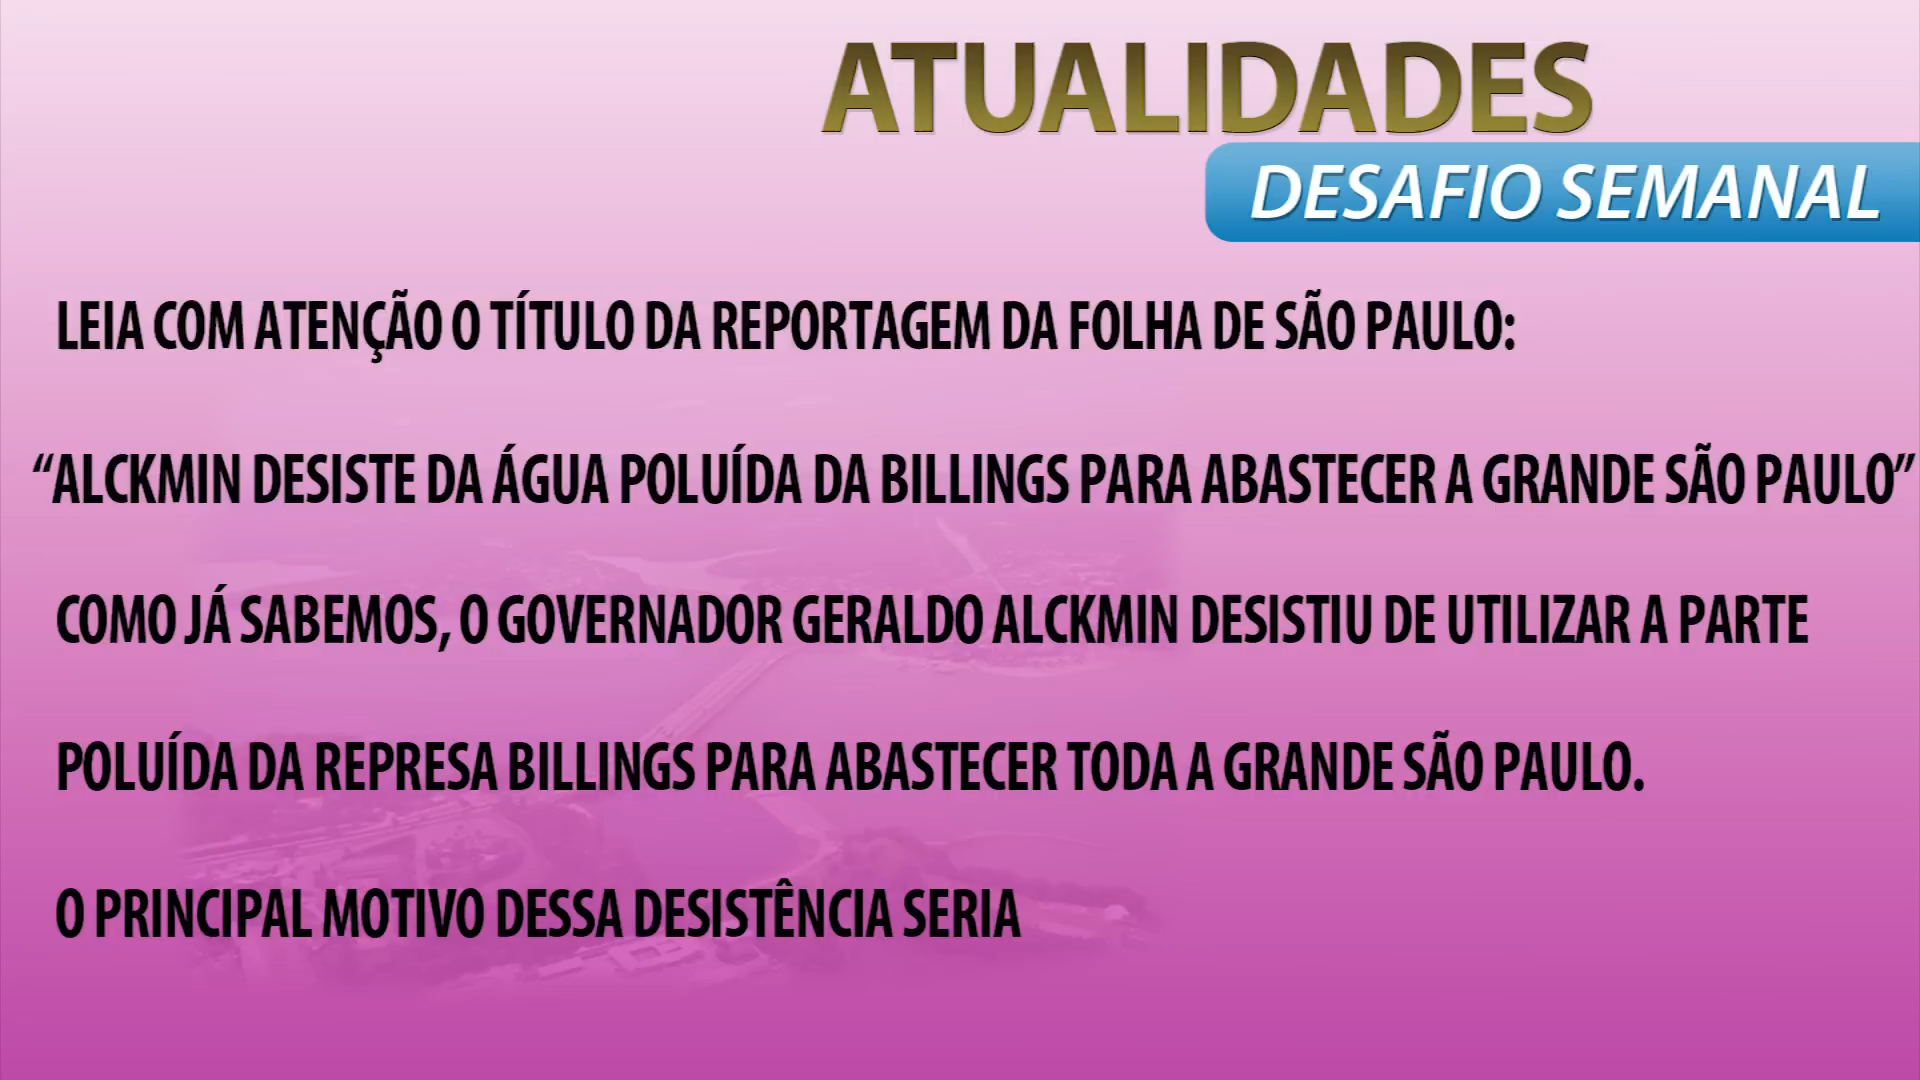 ATUALIDADES
DESAFIO SEMANAL
LEIA COM ATENÇÃO O TÍTULO DA REPORTAGEM DA FOLHA DE SÃO PAULO:
“ALCKMIN DESISTE DA ÁGUA POLUÍDA DA BILLINGS PARA ABASTECER A GRANDE SÃO PAULO”
COMO JÁ SABEMOS, O GOVERNADOR GERALDO ALCKMIN DESISTIU DE UTILIZAR A PARTE
POLUÍDA DA REPRESA BILLINGS PARA ABASTECER TODA A GRANDE SÃO PAULO.
O PRINCIPAL MOTIVO DESSA DESISTÊNCIA SERIA